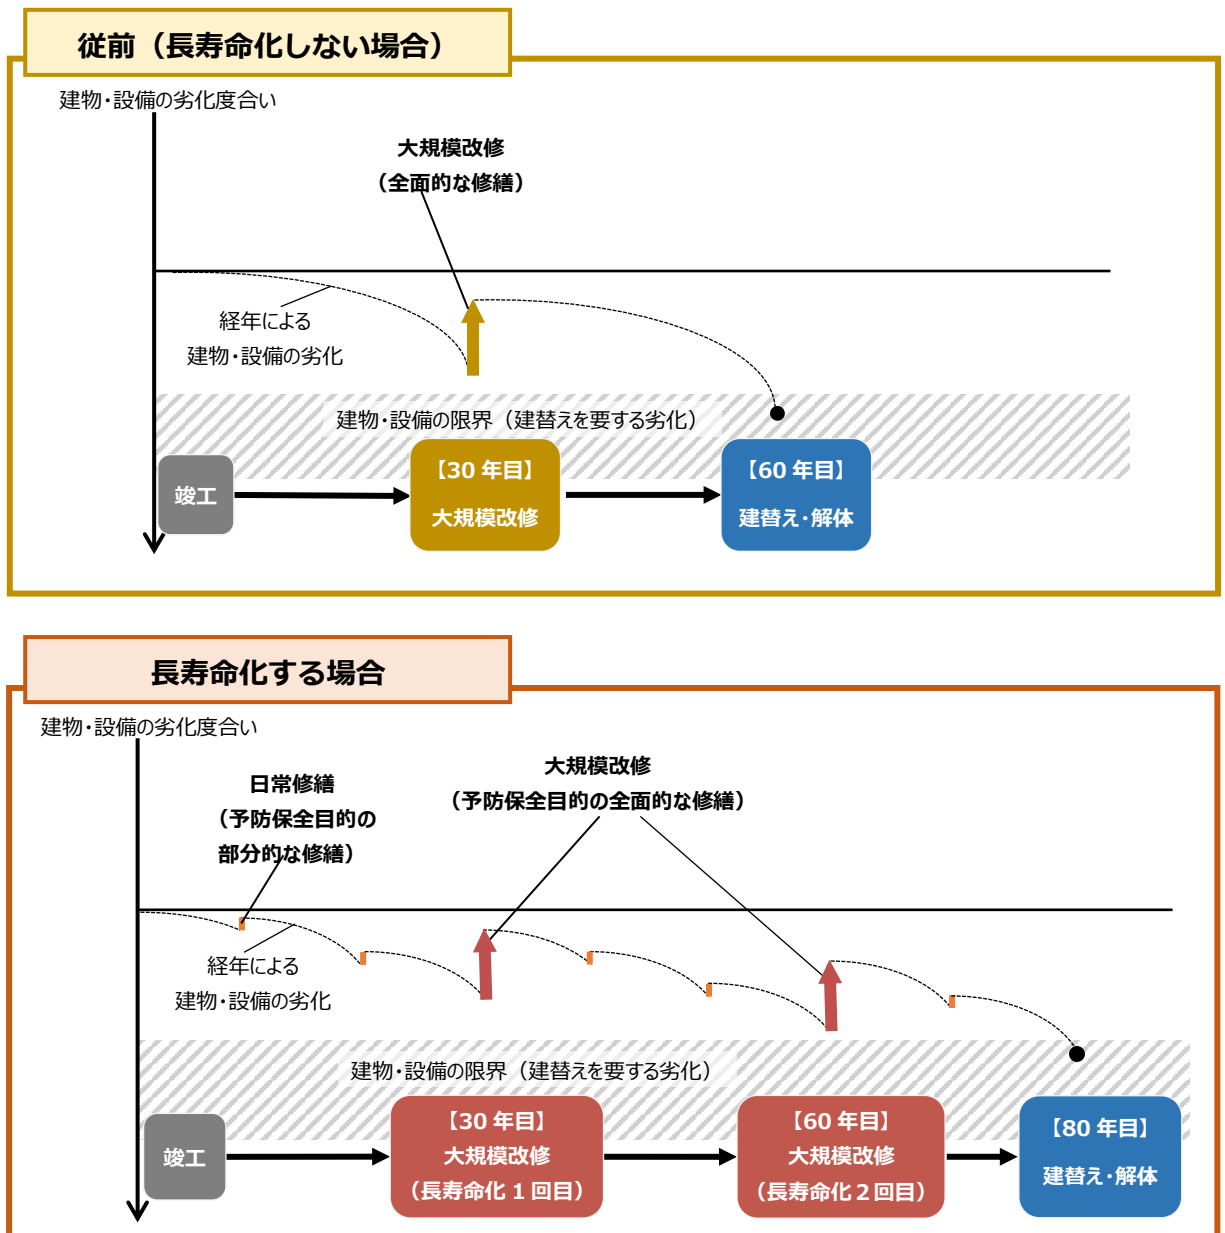 従前（長寿命化しない場合）
建物・設備の劣化度合い
大規模改修
（全面的な修繕）
経年による
建物・設備の劣化
建物・設備の限界（建替えを要する劣化）
竣工
【30 年目】
大規模改修
【60 年目】
建替え・解体
長寿命化する場合
建物・設備の劣化度合い
日常修繕
（予防保全目的の
部分的な修繕）
大規模改修
（予防保全目的の全面的な修繕）
経年による
建物・設備の劣化
建物・設備の限界（建替えを要する劣化）
竣工
【30 年目】
大規模改修
（長寿命化 1 回目）
【60 年目】
大規模改修
（長寿命化２回目）
【80 年目】
建替え・解体